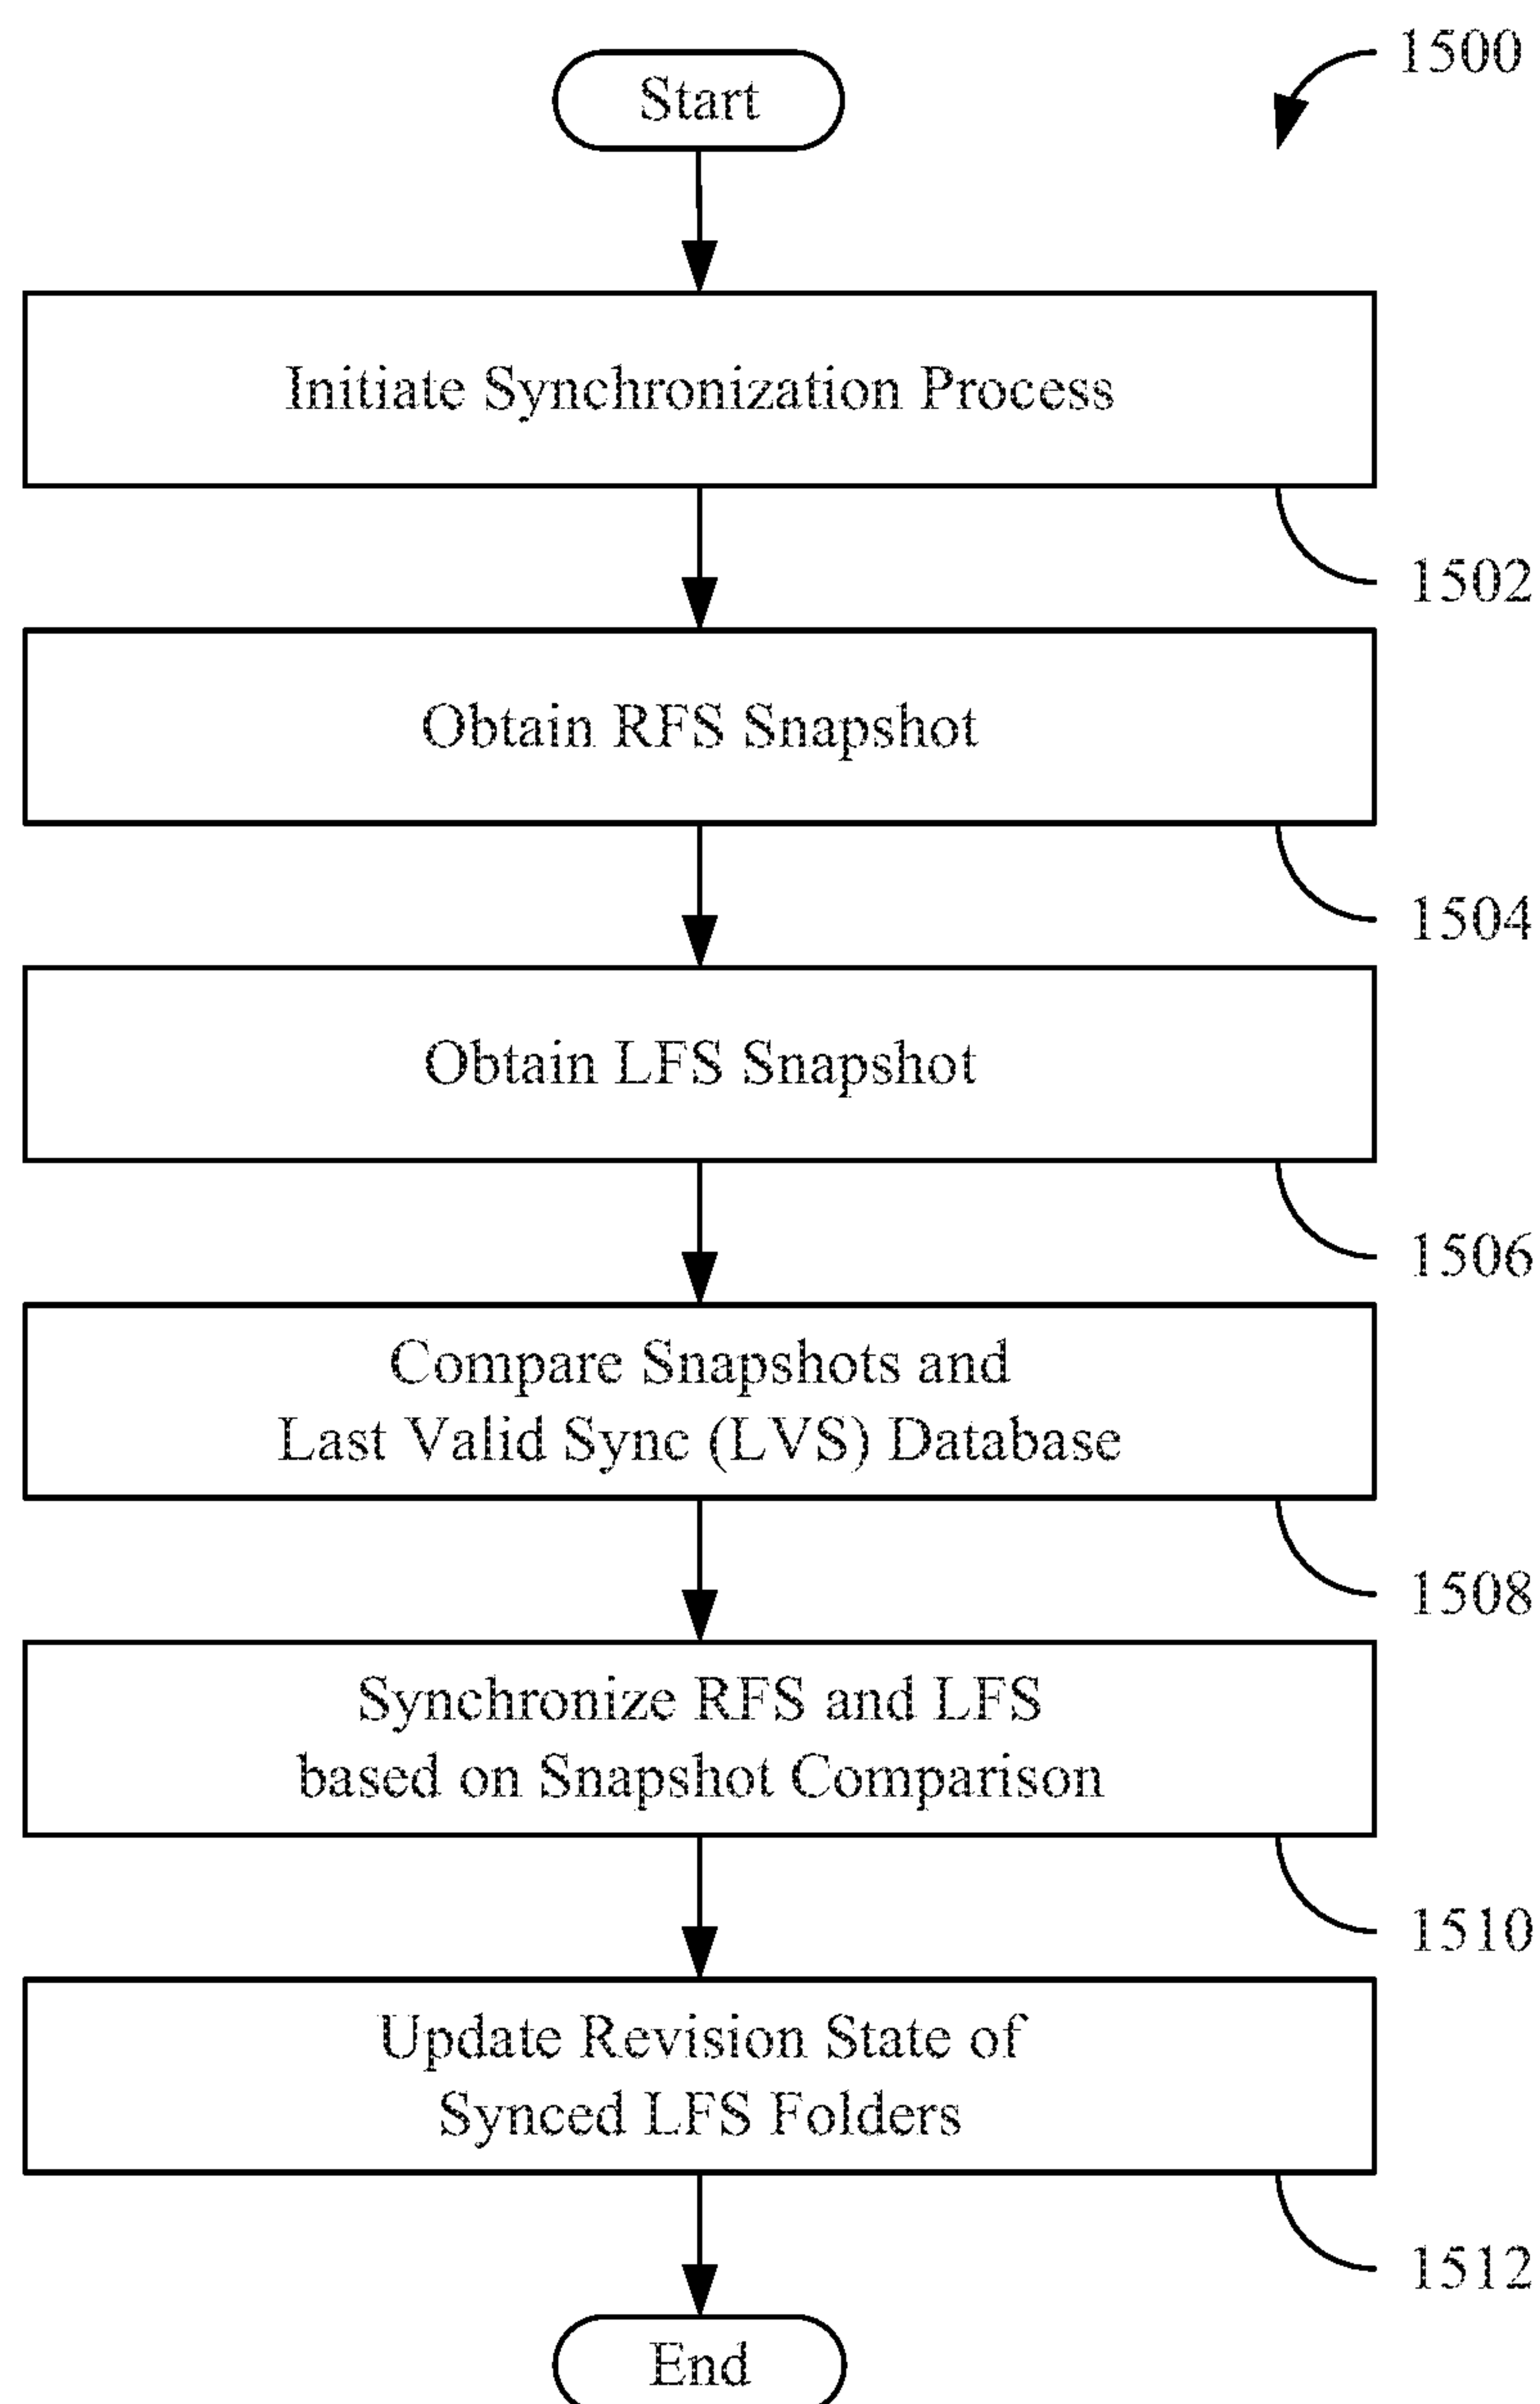 1500
Start
Initiate Synchronization Process
1502
Obtain RFS Snapshot
1504
Obtain LFS Snapshot
1506
Compare Snapshots and
Last Valid Sync (LVS) Database
1508
Synchronize RFS and LFS
based on Snapshot Comparison
1510
Update Revision State of
Synced LFS Folders
1512
End